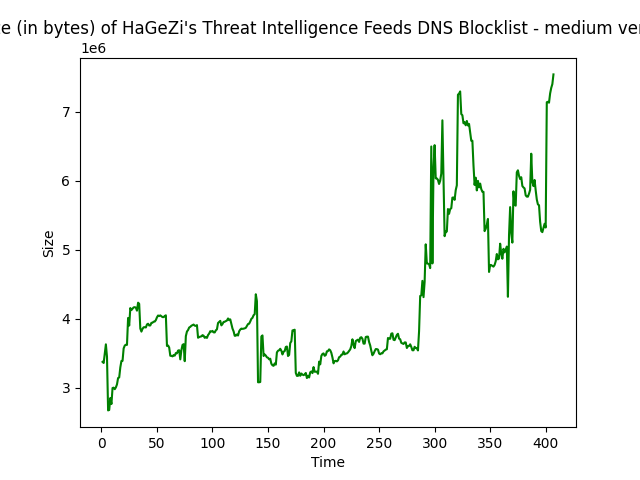 e (in bytes) of HaGeZi's Threat Intelligence Feeds DNS Blocklist - medium ver
1e6
7
6
5
4
3
Size
0 50 100 150 200 250 300 350 400
Time